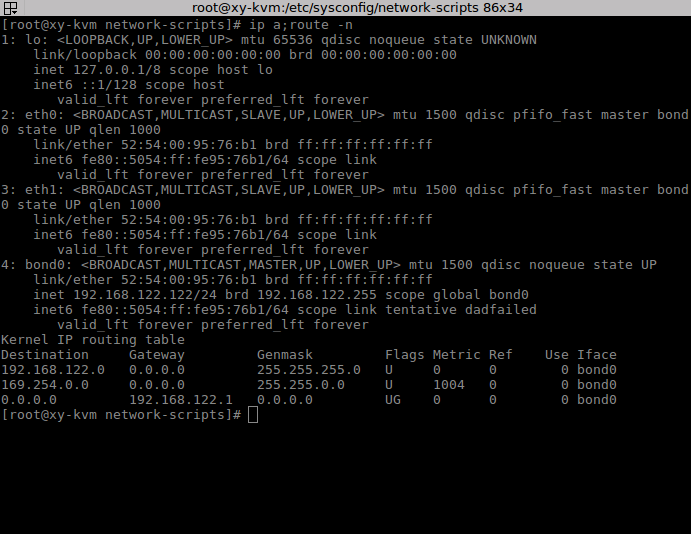 root@xy-kvm:/etc/sysconfig/network-scripts 86x34
[root@xy-kvm network-scripts]# ip a;route -n
1: lo: <LOOPBACK,UP,LOWER_UP> mtu 65536 qdisc noqueue state UNKNOWN
    link/loopback 00:00:00:00:00:00 brd 00:00:00:00:00:00
    inet 127.0.0.1/8 scope host lo
    inet6 ::1/128 scope host
       valid_lft forever preferred_lft forever
2: eth0: <BROADCAST,MULTICAST,SLAVE,UP,LOWER_UP> mtu 1500 qdisc pfifo_fast master bond
0 state UP qlen 1000
    link/ether 52:54:00:95:76:b1 brd ff:ff:ff:ff:ff:ff
    inet6 fe80::5054:ff:fe95:76b1/64 scope link
       valid_lft forever preferred_lft forever
3: eth1: <BROADCAST,MULTICAST,SLAVE,UP,LOWER_UP> mtu 1500 qdisc pfifo_fast master bond
0 state UP qlen 1000
    link/ether 52:54:00:95:76:b1 brd ff:ff:ff:ff:ff:ff
    inet6 fe80::5054:ff:fe95:76b1/64 scope link
       valid_lft forever preferred_lft forever
4: bond0: <BROADCAST,MULTICAST,MASTER,UP,LOWER_UP> mtu 1500 qdisc noqueue state UP
    link/ether 52:54:00:95:76:b1 brd ff:ff:ff:ff:ff:ff
    inet 192.168.122.122/24 brd 192.168.122.255 scope global bond0
    inet6 fe80::5054:ff:fe95:76b1/64 scope link tentative dadfailed
       valid_lft forever preferred_lft forever
Kernel IP routing table
Destination     Gateway         Genmask         Flags Metric Ref    Use Iface
192.168.122.0   0.0.0.0         255.255.255.0   U     0      0        0 bond0
169.254.0.0     0.0.0.0         255.255.0.0     U     1004   0        0 bond0
0.0.0.0         192.168.122.1   0.0.0.0         UG    0      0        0 bond0
[root@xy-kvm network-scripts]#